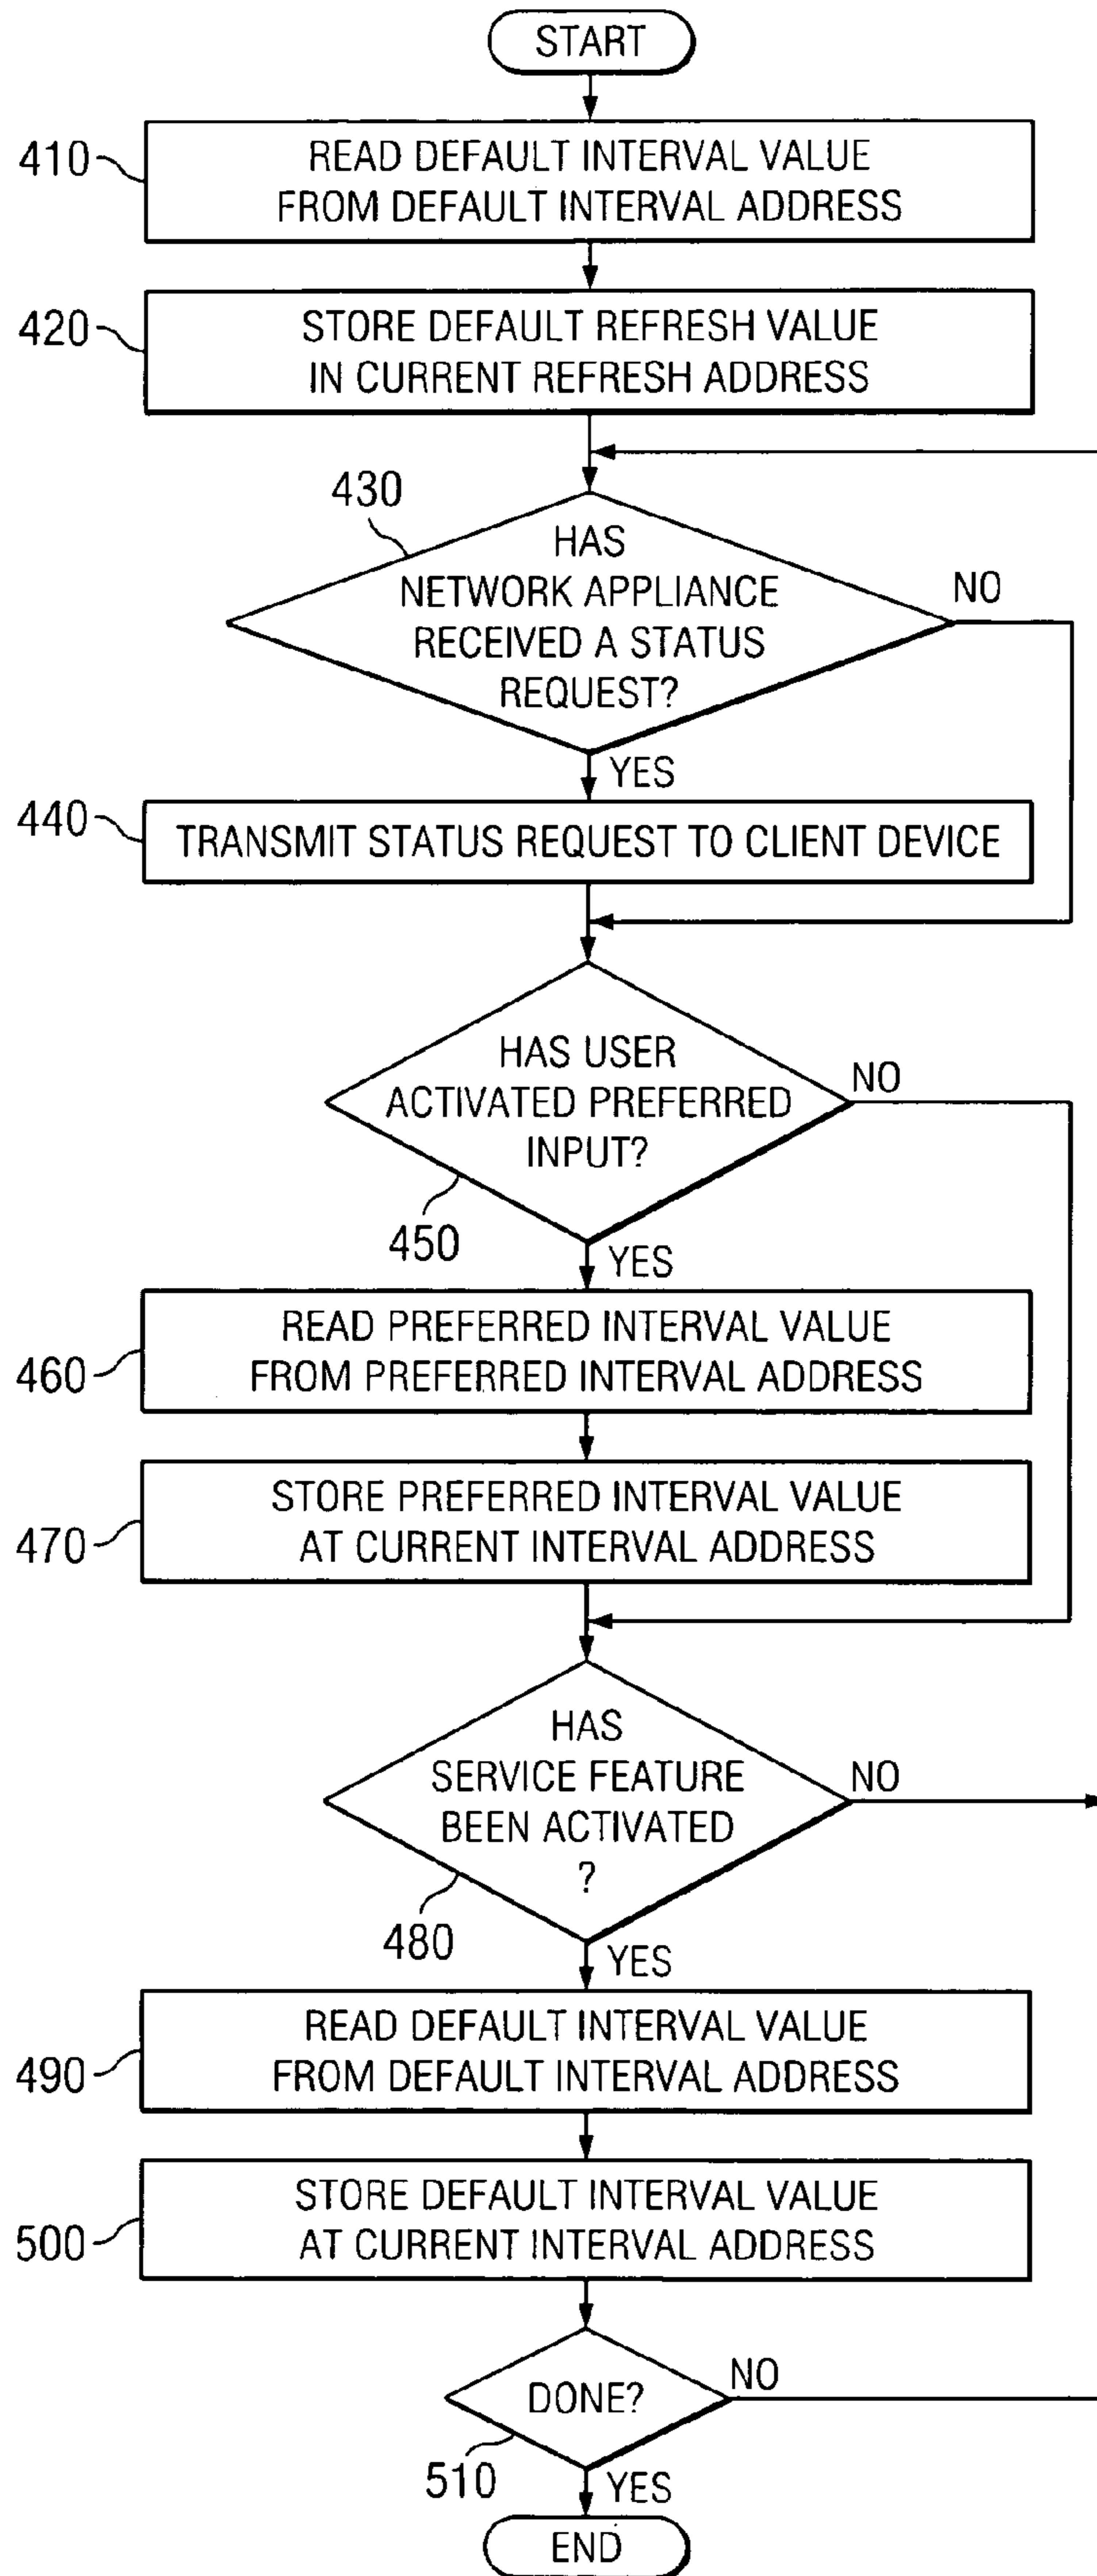 START
410
READ DEFAULT INTERVAL VALUE
FROM DEFAULT INTERVAL ADDRESS
420
STORE DEFAULT REFRESH VALUE
IN CURRENT REFRESH ADDRESS
430
HAS
NETWORK APPLIANCE
RECEIVED A STATUS
REQUEST?
NO
YES
440
TRANSMIT STATUS REQUEST TO CLIENT DEVICE
HAS USER
ACTIVATED PREFERRED
INPUT?
NO
450
YES
460
READ PREFERRED INTERVAL VALUE
FROM PREFERRED INTERVAL ADDRESS
470
STORE PREFERRED INTERVAL VALUE
AT CURRENT INTERVAL ADDRESS
HAS
SERVICE FEATURE
BEEN ACTIVATED
?
NO
480
YES
490
READ DEFAULT INTERVAL VALUE
FROM DEFAULT INTERVAL ADDRESS
500
STORE DEFAULT INTERVAL VALUE
AT CURRENT INTERVAL ADDRESS
DONE?
NO
510
YES
END